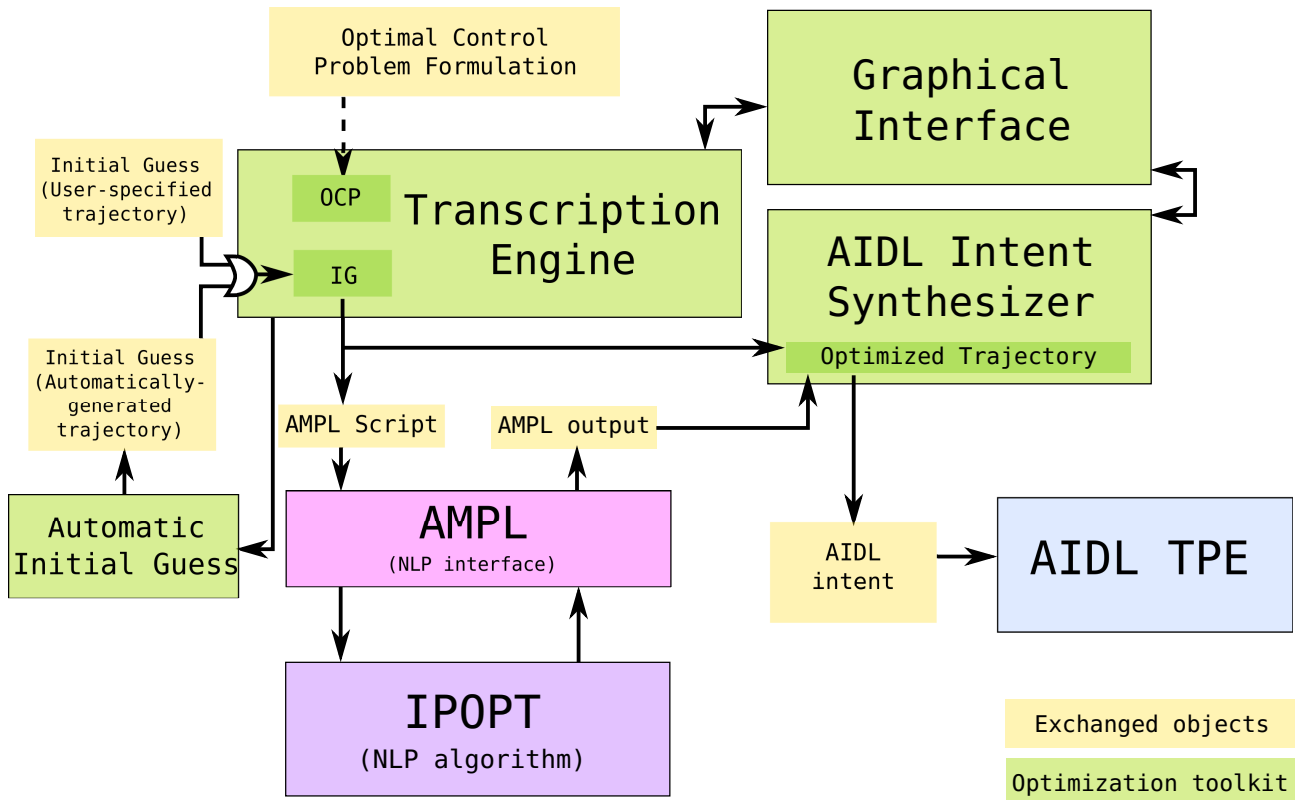 Optimal Control
Problem Formulation
Graphical
Interface
Initial Guess
(User-specified
trajectory)
OCP
Transcription
Engine
IG
AIDL Intent
Synthesizer
Optimized Trajectory
Initial Guess
(Automatically-
generated
trajectory)
AMPL Script
AMPL output
Automatic
Initial Guess
AMPL
(NLP interface)
AIDL
intent
AIDL TPE
IPOPT
(NLP algorithm)
Exchanged objects
Optimization toolkit